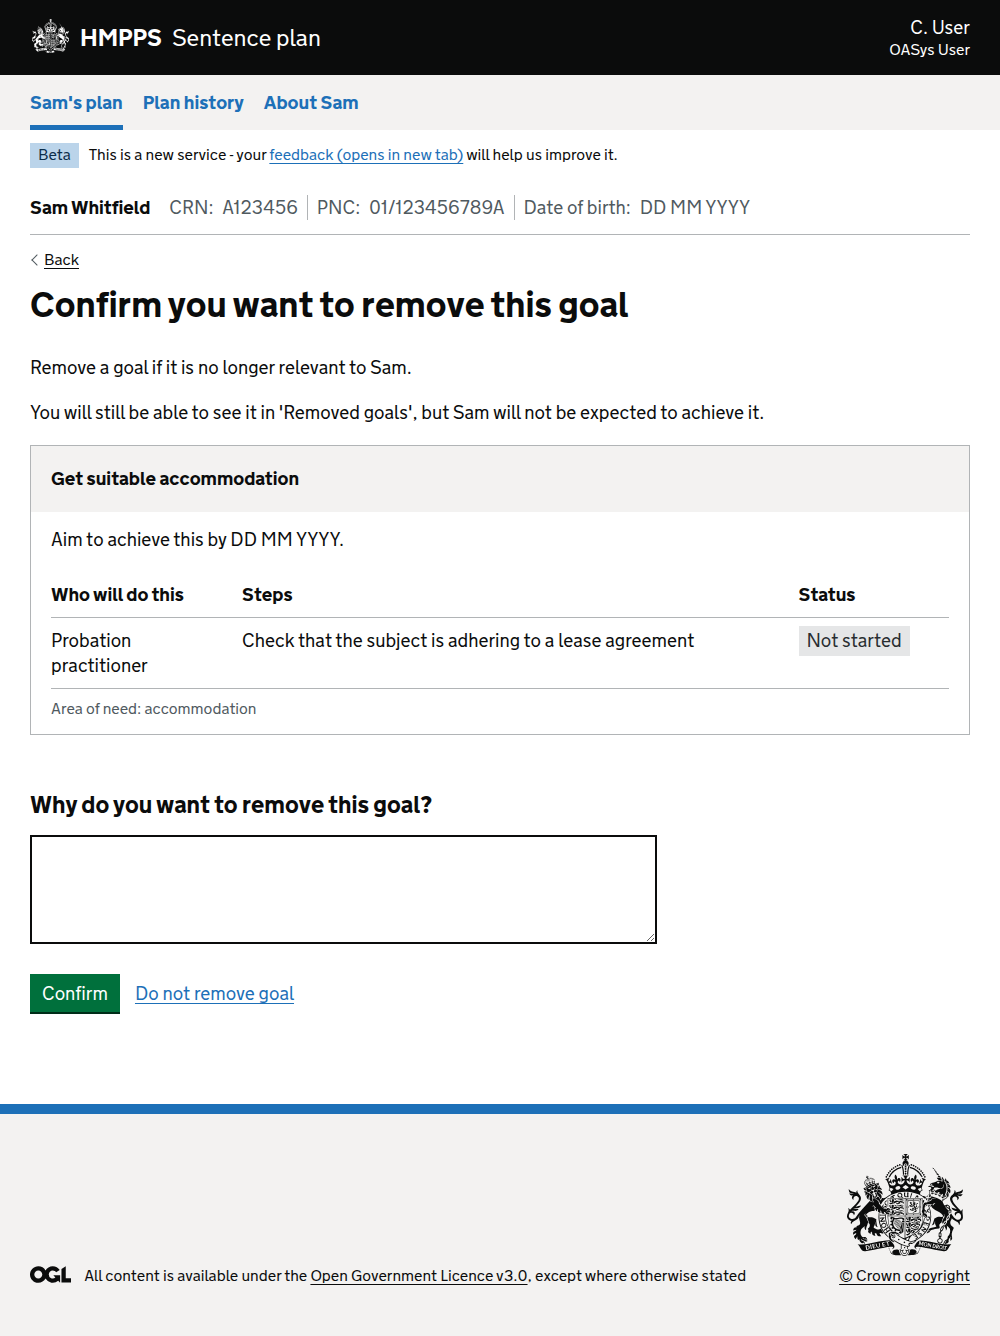 HMPPS Sentence plan
C. User
OASys User
Sam's plan Plan history About Sam
Beta This is a new service - your feedback (opens in new tab) will help us improve it.
Sam Whitfield CRN: A123456 PNC: 01/123456789A Date of birth: DD MM YYYY
Back
Confirm you want to remove this goal
Remove a goal if it is no longer relevant to Sam.
You will still be able to see it in 'Removed goals', but Sam will not be expected to achieve it.
Get suitable accommodation
Aim to achieve this by DD MM YYYY.
Who will do this Steps Status
Probation practitioner Check that the subject is adhering to a lease agreement Not started
Area of need: accommodation
Why do you want to remove this goal?
Confirm Do not remove goal
OGL All content is available under the Open Government Licence v3.0, except where otherwise stated
© Crown copyright